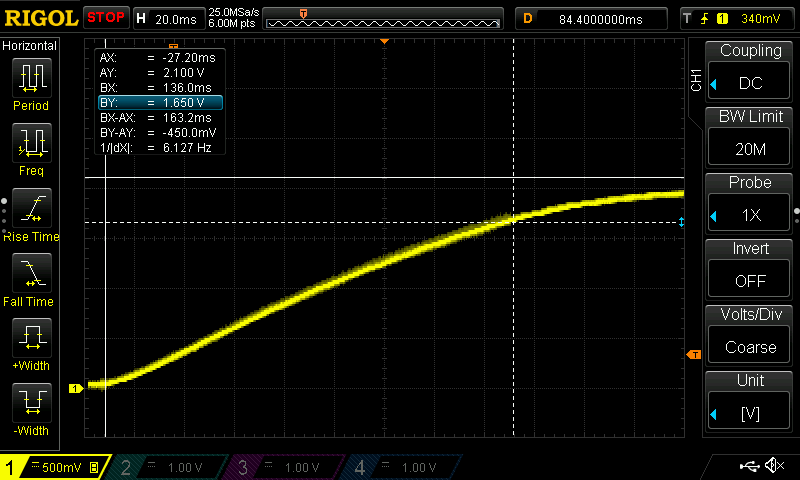 RIGOL STOP H 20.0ms 25.0MSa/s 6.00M pts D 84.4000000ms T 1 340mV
Horizontal
Period
Freq
Rise Time
Fall Time
+Width
-Width
AX: = -27.20ms
AY: = 2.100 V
BX: = 136.0ms
BY: = 1.650 V
BX-AX: = 163.2ms
BY-AY: = -450.0mV
1/|dX|: = 6.127 Hz
T
1
T
CH1
Coupling
DC
BW Limit
20M
Probe
1X
Invert
OFF
Volts/Div
Coarse
Unit
[V]
1 500mV B 2 1.00 V 3 1.00 V 4 1.00 V